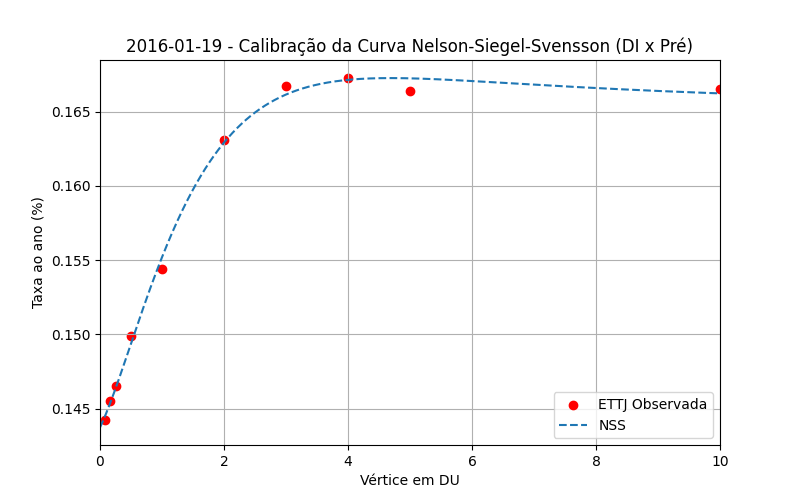 2016-01-19 - Calibração da Curva Nelson-Siegel-Svensson (DI x Pré)
Taxa ao ano (%)
0.165
0.160
0.155
0.150
0.145
ETTJ Observada
NSS
0 2 4 6 8 10
Vértice em DU